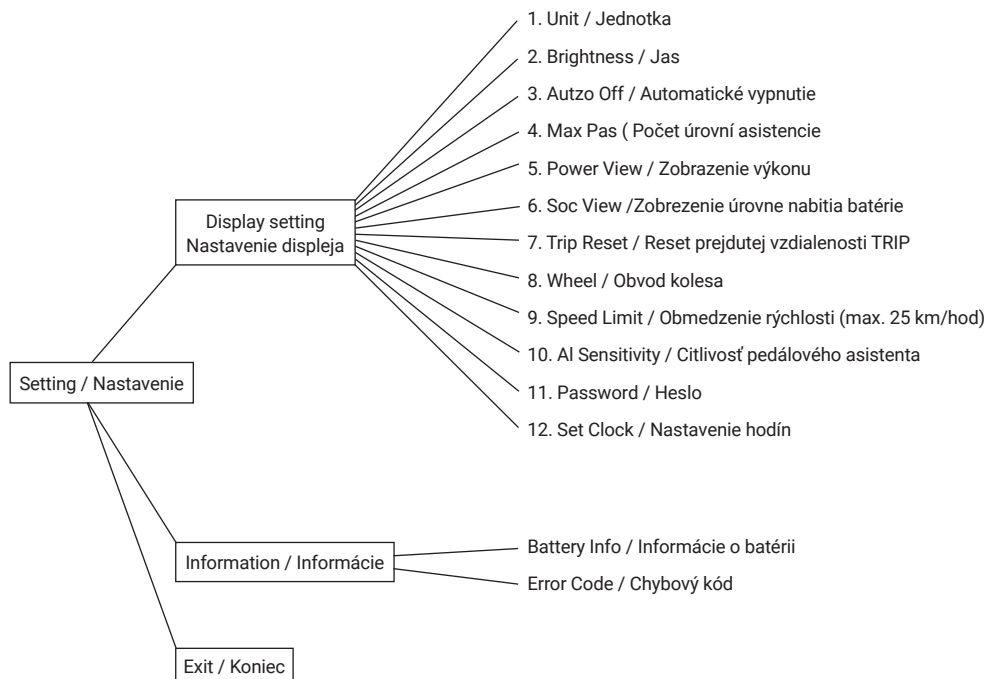 1. Unit / Jednotka
2. Brightness / Jas
3. Autzo Off / Automatické vypnutie
4. Max Pas ( Počet úrovní asistencie
5. Power View / Zobrazenie výkonu
6. Soc View /Zobrezenie úrovne nabitia batérie
7. Trip Reset / Reset prejdutej vzdialenosti TRIP
8. Wheel / Obvod kolesa
9. Speed Limit / Obmedzenie rýchlosti (max. 25 km/hod)
10. Al Sensitivity / Citlivosť pedálového asistenta
11. Password / Heslo
12. Set Clock / Nastavenie hodín
Display setting
Nastavenie displeja
Setting / Nastavenie
Information / Informácie
Battery Info / Informácie o batérii
Error Code / Chybový kód
Exit / Koniec